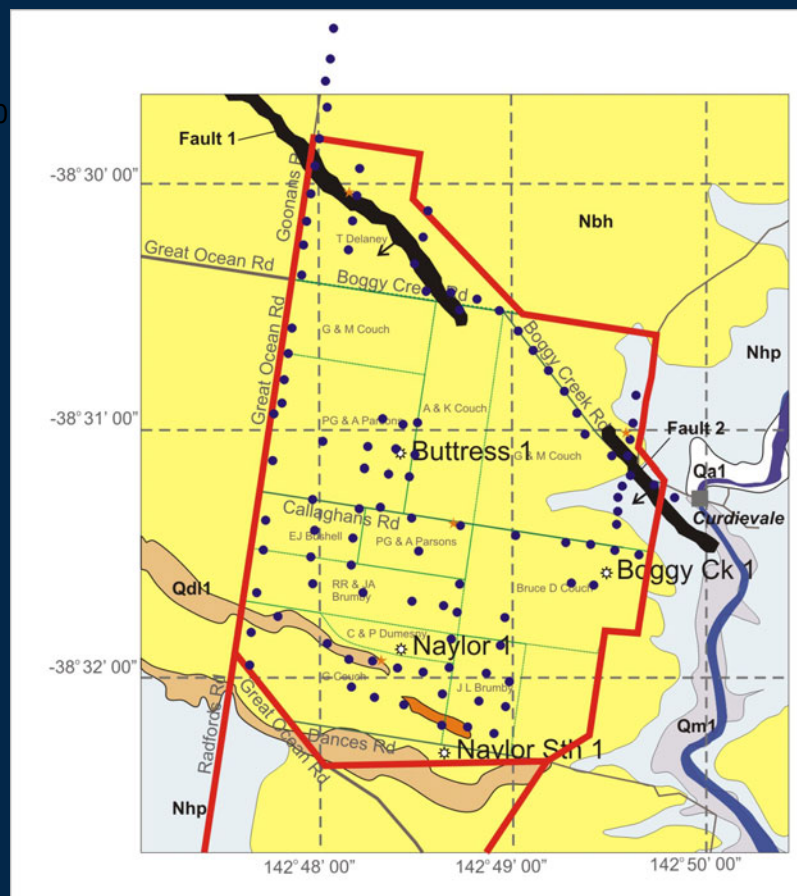 0
Fault 1
-38°30' 00"
Goonans R
Nbh
T Delaney
Great Ocean Rd
Boggy Creek Rd
G & M Couch
Great Ocean Rd
Boggy Creek Rd
Nhp
-38°31' 00"
PG & A Parsons
A & K Couch
Fault 2
Buttress 1
G & M Couch
Qa1
Callaghans Rd
Curdievale
EJ Bushell
PG & A Parsons
Boggy Ck 1
Qdl1
RR & JA
Brumby
Bruce D Couch
C & P Dumesny
Naylor 1
-38°32' 00"
G Couch
J L Brumby
Radfords Rd
Great Ocean Rd
Dances Rd
Naylor Sth 1
Qm1
Nhp
142°48' 00"
142°49' 00"
142°50' 00"